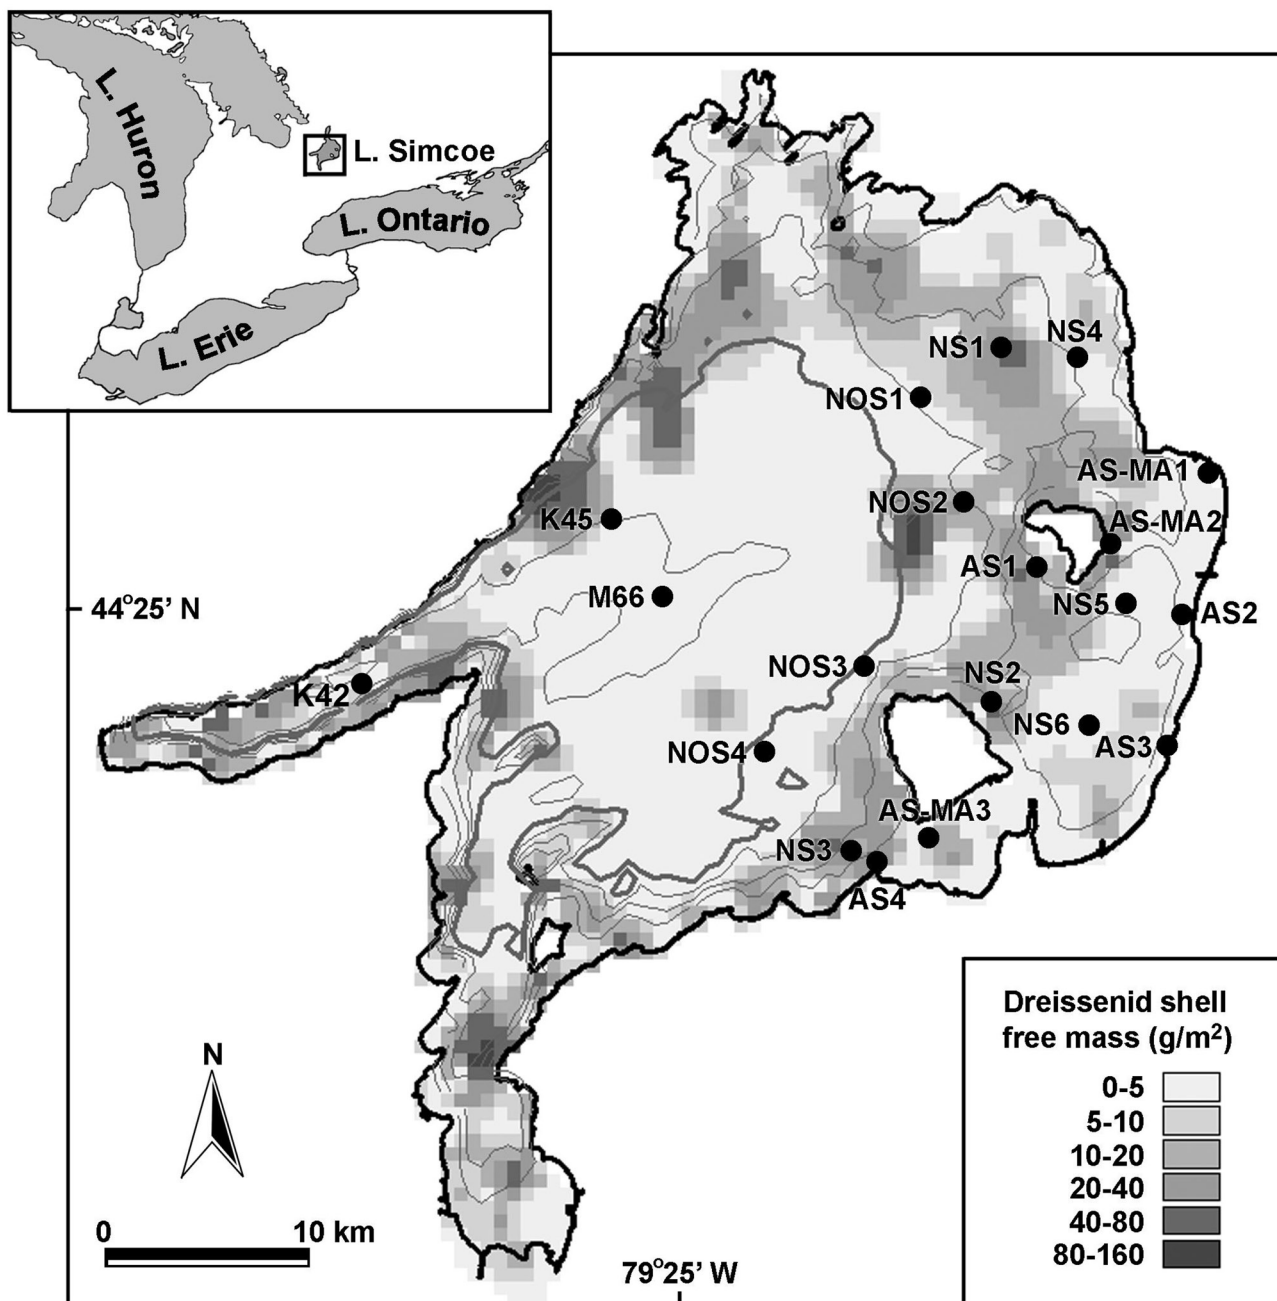 L. Huron
L. Simcoe
L. Ontario
L. Erie
NS1
NS4
NOS1
AS-MA1
NOS2
K45
AS-MA2
AS1
M66
NS5
AS2
44°25' N
NOS3
NS2
K42
NS6
AS3
NOS4
AS-MA3
NS3
AS4
Dreissenid shell
free mass (g/m²)
0-5
5-10
10-20
20-40
40-80
80-160
N
0 10 km
79°25' W